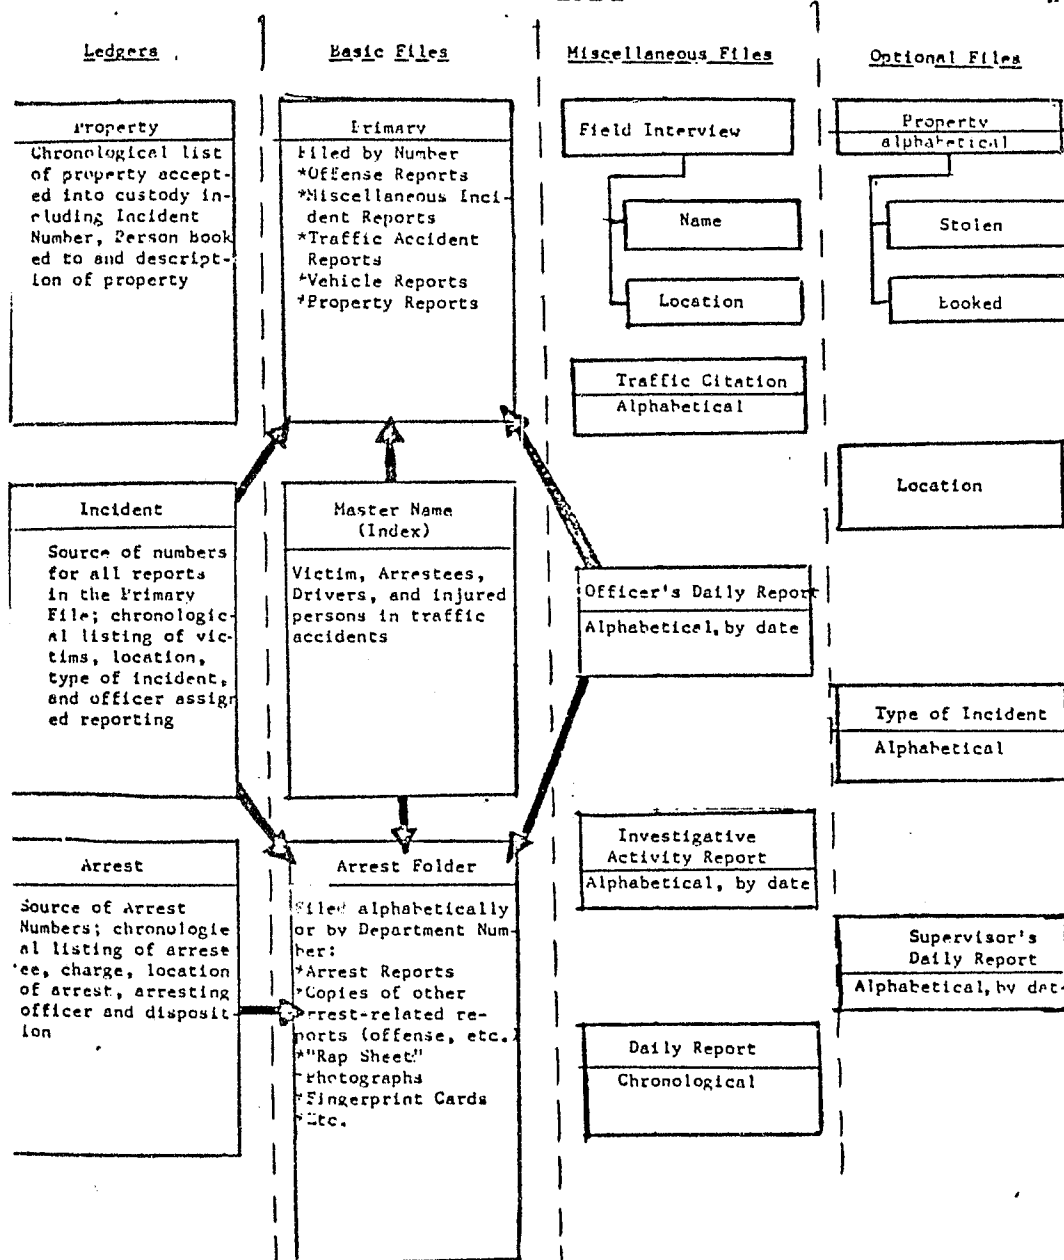 Ledgers
Basic Files
Miscellaneous Files
Optional Files
Property
Chronological list
of property accept-
ed into custody in-
cluding Incident
Number, Person book
ed to and descript-
ion of property
Incident
Source of numbers
for all reports
in the Primary
File; chronologic-
al listing of vic-
tims, location,
type of incident,
and officer assign
ed reporting
Arrest
Source of Arrest
Numbers; chronologic
al listing of arrest
ee, charge, location
of arrest, arresting
officer and disposit-
ion
Primary
Filed by Number
*Offense Reports
*Miscellaneous Inci-
dent Reports
*Traffic Accident
Reports
*Vehicle Reports
*Property Reports
Master Name
(Index)
Victim, Arrestees,
Drivers, and injured
persons in traffic
accidents
Arrest Folder
Filed alphabetically
or by Department Num-
ber:
*Arrest Reports
*Copies of other
arrest-related re-
ports (offense, etc.)
*"Rap Sheet"
*Photographs
*Fingerprint Cards
*Etc.
Field Interview
Name
Location
Traffic Citation
Alphabetical
Officer's Daily Report
Alphabetical, by date
Investigative
Activity Report
Alphabetical, by date
Daily Report
Chronological
Property
alphabetical
Stolen
Booked
Location
Type of Incident
Alphabetical
Supervisor's
Daily Report
Alphabetical, by dat